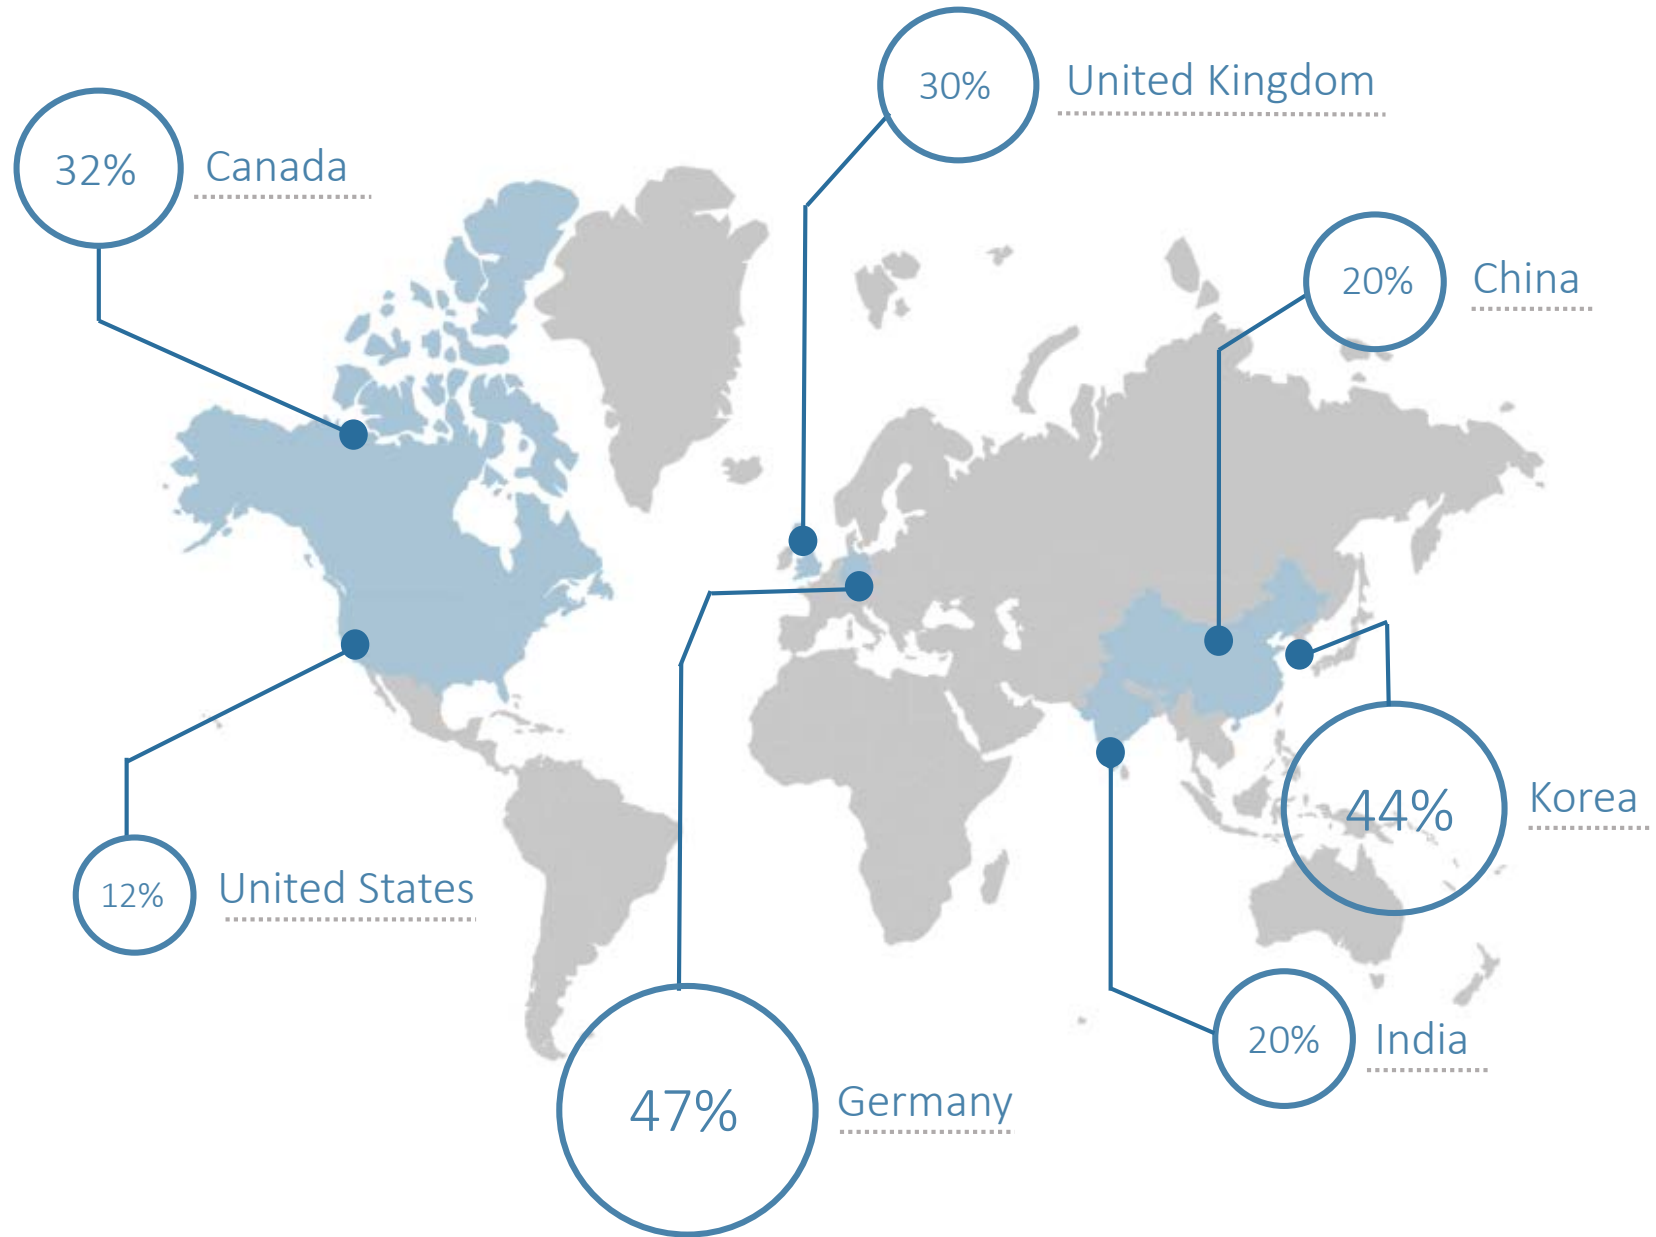 30% United Kingdom
32% Canada
20% China
44% Korea
12% United States
20% India
47% Germany